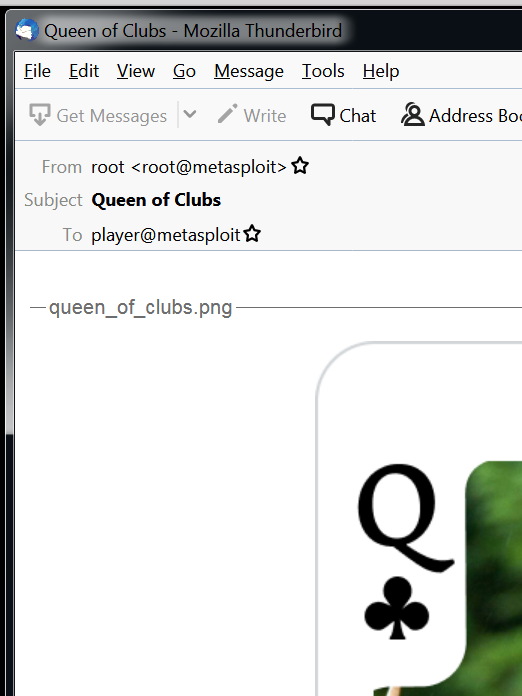 Queen of Clubs - Mozilla Thunderbird
File Edit View Go Message Tools Help
Get Messages Write Chat Address Boo
From root <root@metasploit>
Subject Queen of Clubs
To player@metasploit
queen_of_clubs.png
Q